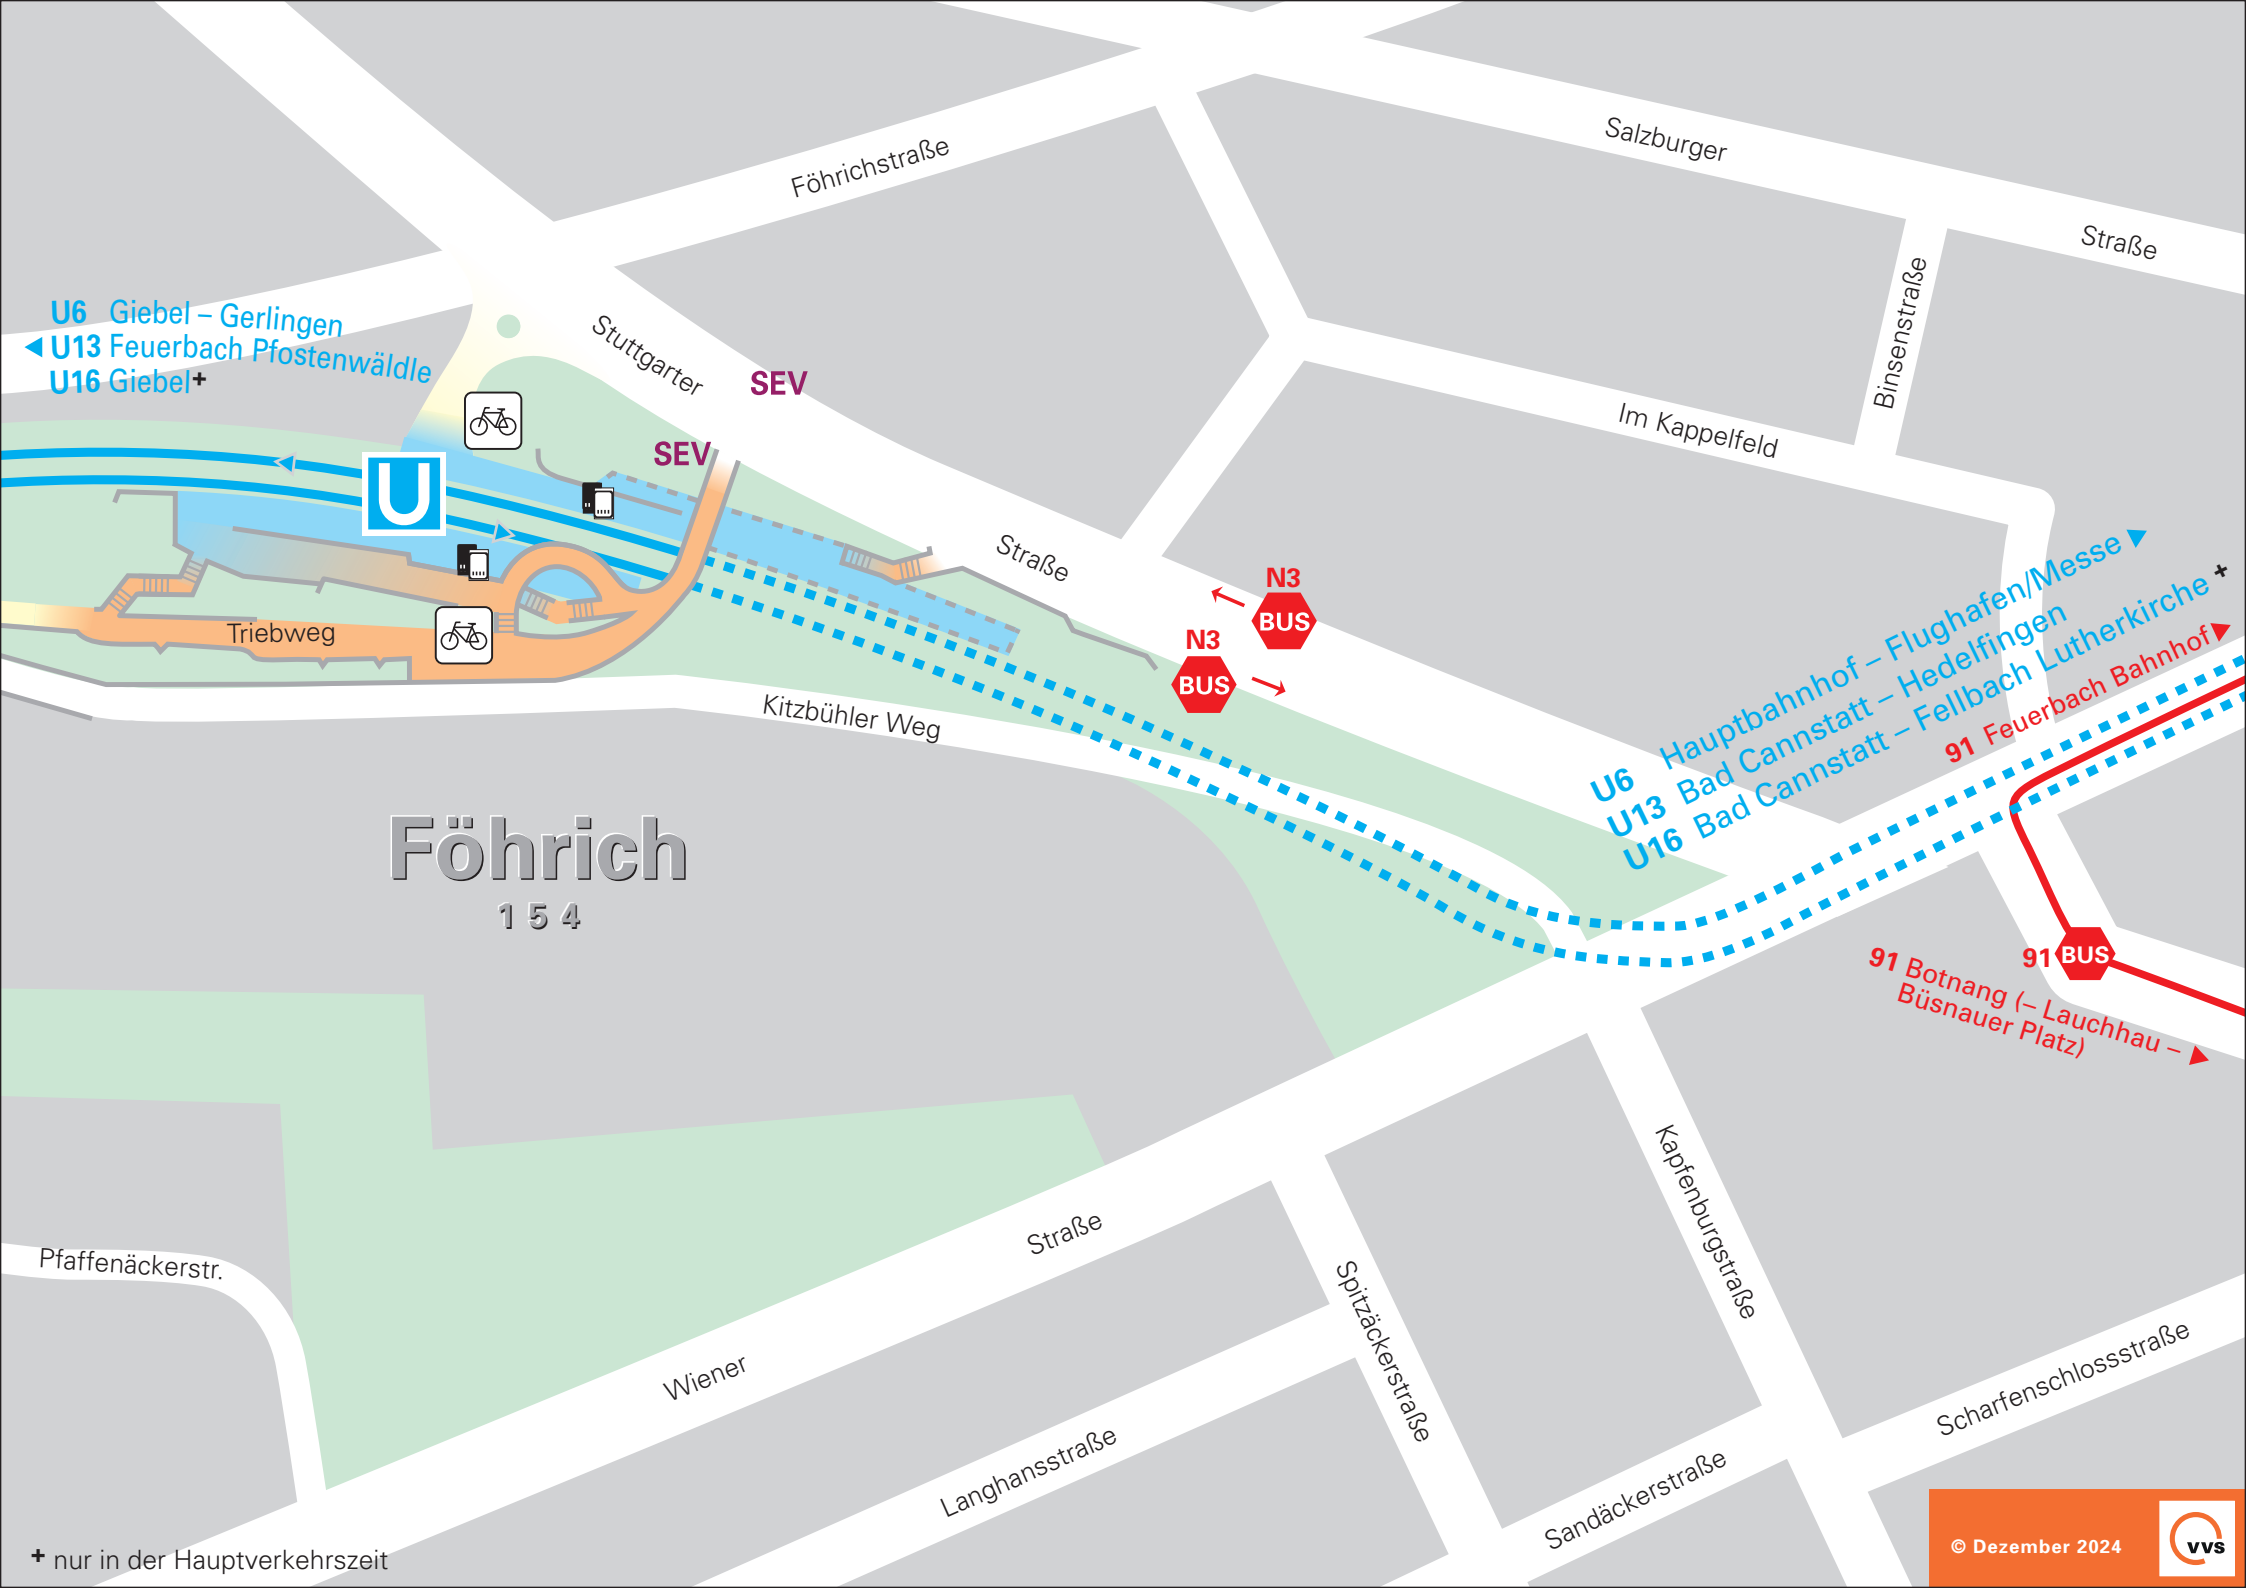 Salzburger
Straße
Föhrichstraße
Binsenstraße
U6 Giebel – Gerlingen
U13 Feuerbach Pfostenwäldle
U16 Giebel+
Stuttgarter
Straße
SEV
SEV
Im Kappelfeld
U
N3
BUS
N3
BUS
Triebweg
Kitzbühler Weg
U6 Hauptbahnhof – Flughafen/Messe
U13 Bad Cannstatt – Hedelfingen
U16 Bad Cannstatt – Fellbach Lutherkirche +
91 Feuerbach Bahnhof
Föhrich
154
91 BUS
91 Botnang (– Lauchhau –
Büsnauer Platz)
Pfaffenäckerstr.
Wiener
Straße
Kapfenburgstraße
Spitzäckerstraße
Langhansstraße
Sandäckerstraße
Scharfenschlossstraße
+ nur in der Hauptverkehrszeit
© Dezember 2024
vvs